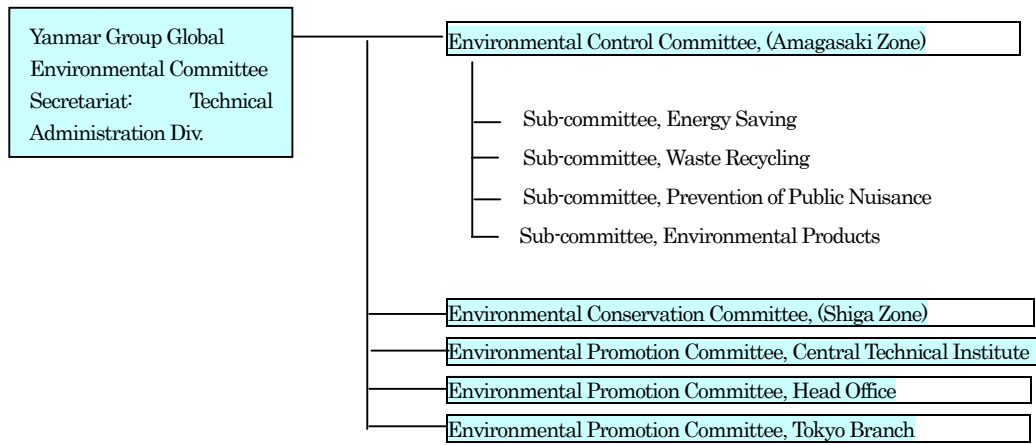 Yanmar Group Global
Environmental Committee
Secretariat: Technical
Administration Div.
Environmental Control Committee, (Amagasaki Zone)
Sub-committee, Energy Saving
Sub-committee, Waste Recycling
Sub-committee, Prevention of Public Nuisance
Sub-committee, Environmental Products
Environmental Conservation Committee, (Shiga Zone)
Environmental Promotion Committee, Central Technical Institute
Environmental Promotion Committee, Head Office
Environmental Promotion Committee, Tokyo Branch